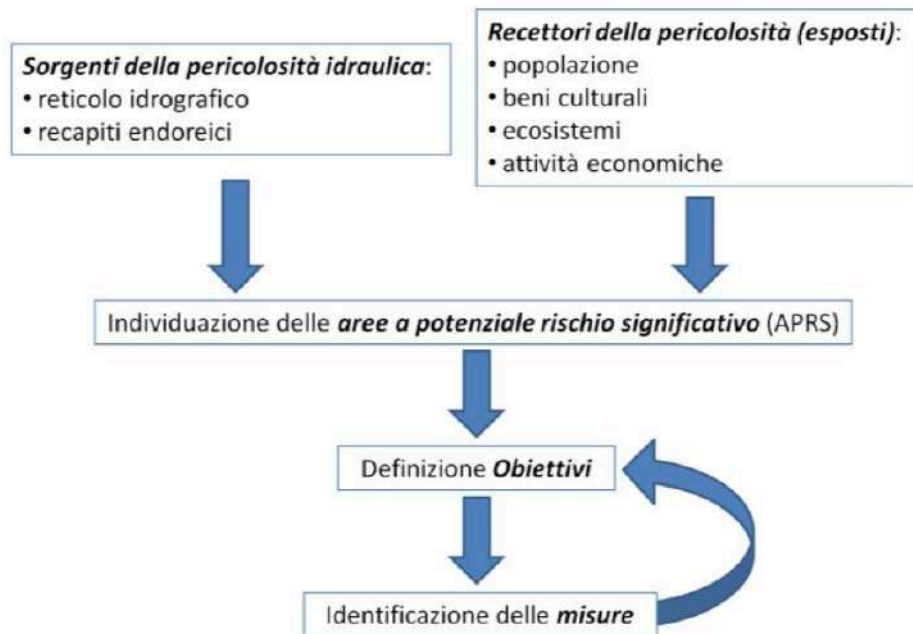 Sorgenti della pericolosità idraulica:
• reticolo idrografico
• recapiti endoreici
Recettori della pericolosità (esposti):
• popolazione
• beni culturali
• ecosistemi
• attività economiche
Individuazione delle aree a potenziale rischio significativo (APRS)
Definizione Obiettivi
Identificazione delle misure